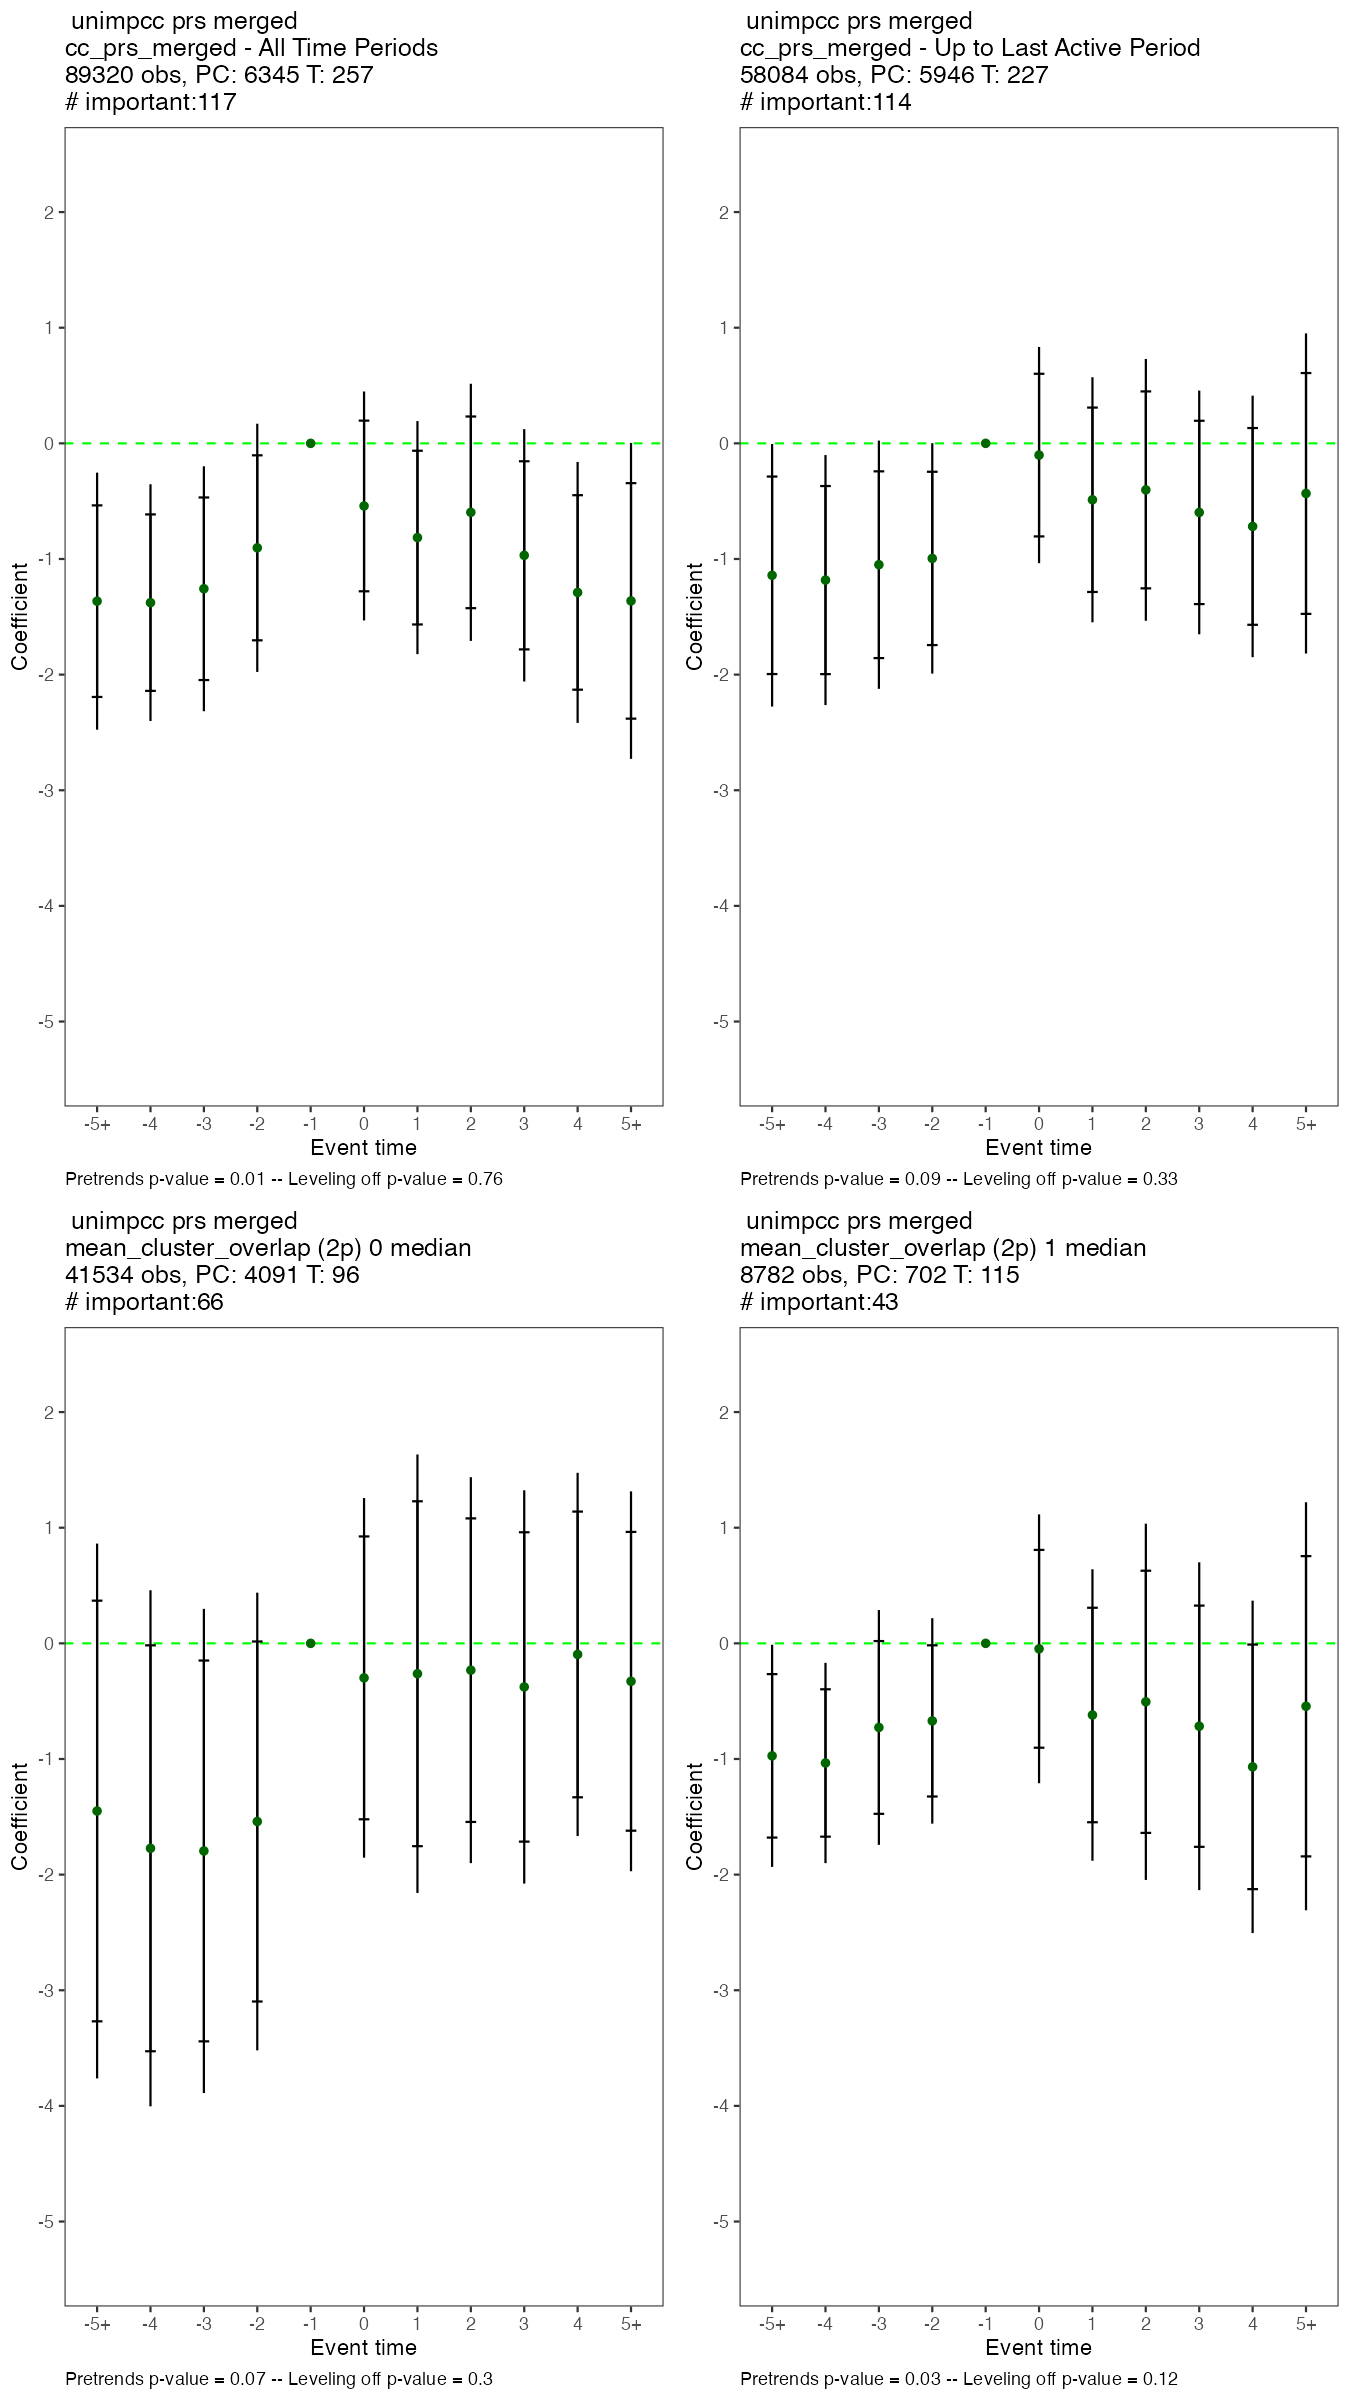 unimpcc prs merged
cc_prs_merged - All Time Periods
89320 obs, PC: 6345 T: 257
# important:117
2
1
0
-1
-2
-3
-4
-5
Coefficient
-5+ -4 -3 -2 -1 0 1 2 3 4 5+
Event time
Pretrends p-value = 0.01 -- Leveling off p-value = 0.76
unimpcc prs merged
cc_prs_merged - Up to Last Active Period
58084 obs, PC: 5946 T: 227
# important:114
2
1
0
-1
-2
-3
-4
-5
Coefficient
-5+ -4 -3 -2 -1 0 1 2 3 4 5+
Event time
Pretrends p-value = 0.09 -- Leveling off p-value = 0.33
unimpcc prs merged
mean_cluster_overlap (2p) 0 median
41534 obs, PC: 4091 T: 96
# important:66
2
1
0
-1
-2
-3
-4
-5
Coefficient
-5+ -4 -3 -2 -1 0 1 2 3 4 5+
Event time
Pretrends p-value = 0.07 -- Leveling off p-value = 0.3
unimpcc prs merged
mean_cluster_overlap (2p) 1 median
8782 obs, PC: 702 T: 115
# important:43
2
1
0
-1
-2
-3
-4
-5
Coefficient
-5+ -4 -3 -2 -1 0 1 2 3 4 5+
Event time
Pretrends p-value = 0.03 -- Leveling off p-value = 0.12